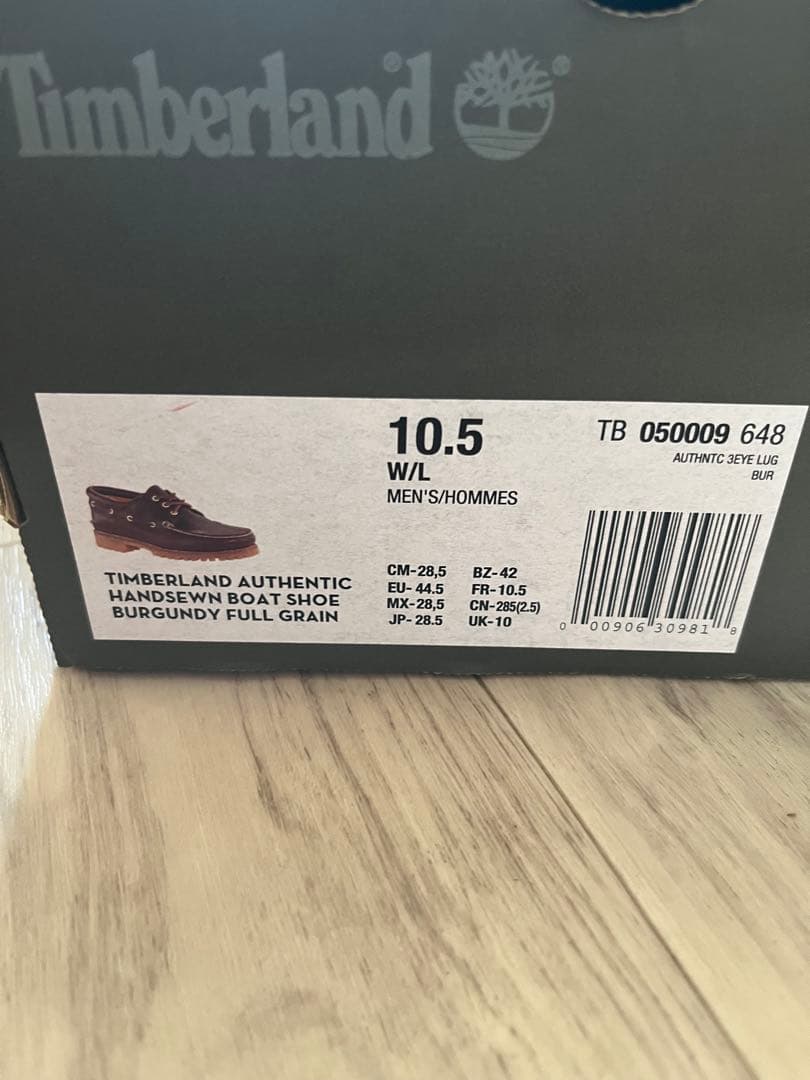 Timberland®
10.5
W/L
MEN'S/HOMMES
TB 050009 648
AUTHNTC 3EYE LUG
BUR
TIMBERLAND AUTHENTIC
HANDSEWN BOAT SHOE
BURGUNDY FULL GRAIN
CM-28,5 BZ-42
EU- 44.5 FR-10.5
MX-28,5 CN-285(2.5)
JP- 28.5 UK-10
0 00906 30981 8